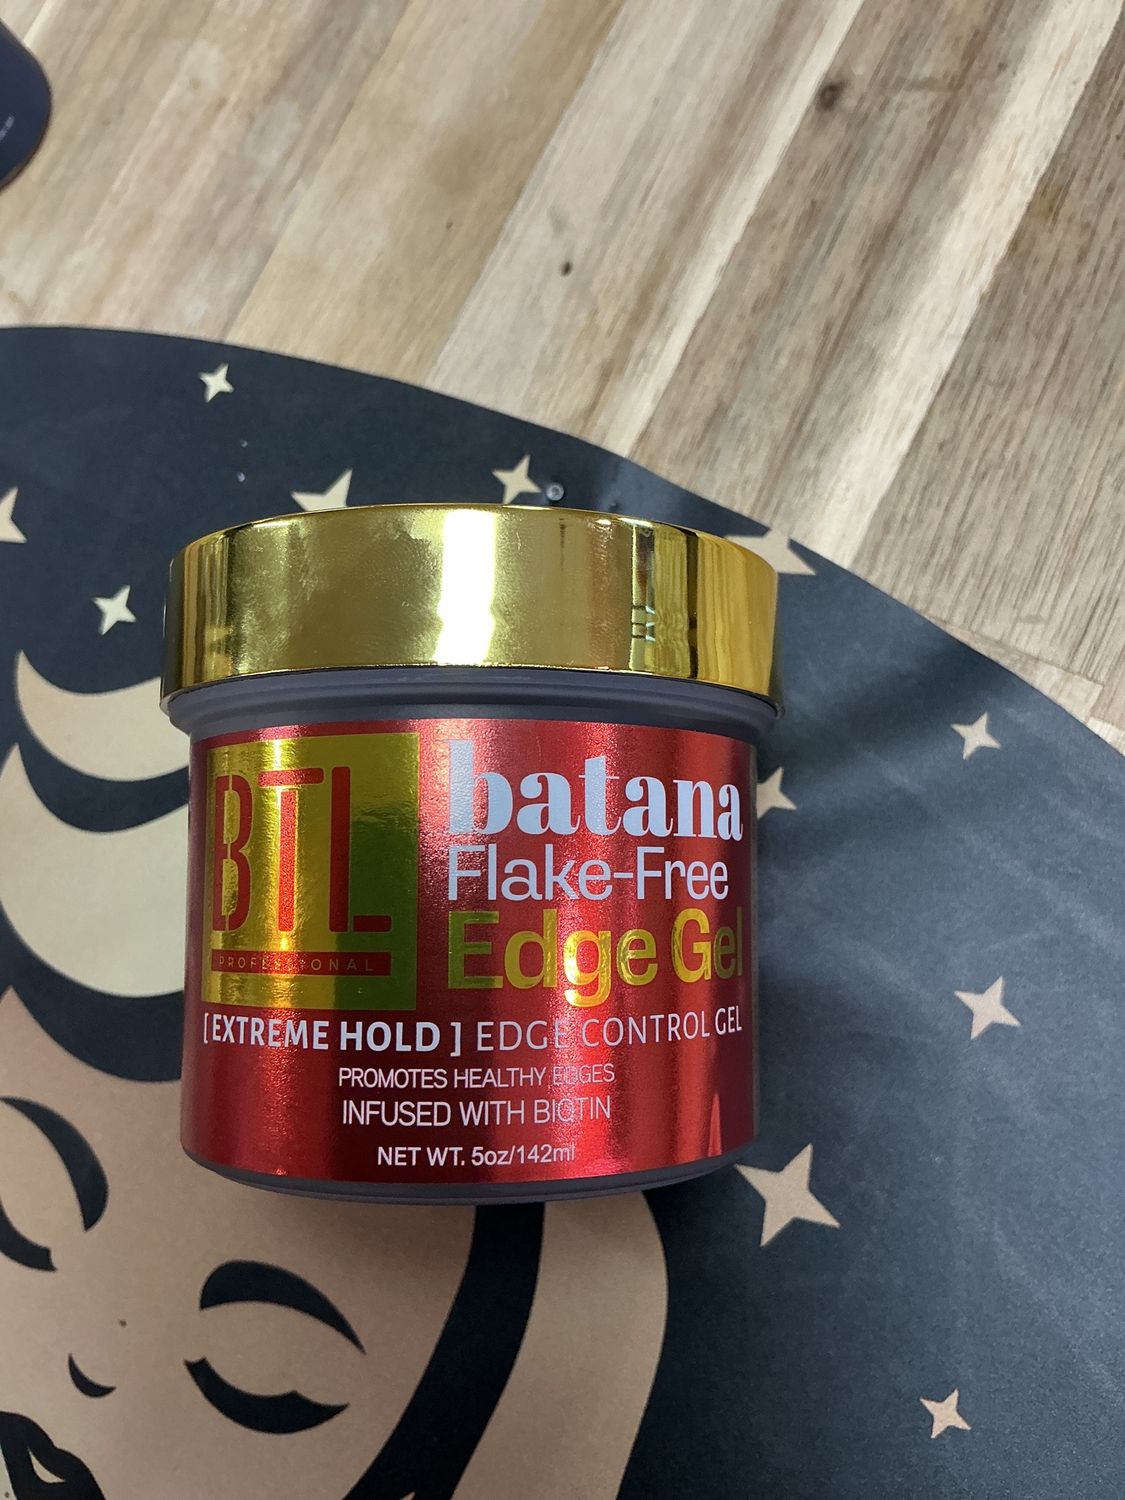 BTL
PROFESSIONAL
batana
Flake-Free
Edge Gel
[ EXTREME HOLD ] EDGE CONTROL GEL
PROMOTES HEALTHY EDGES
INFUSED WITH BIOTIN
NET WT. 5oz/142ml